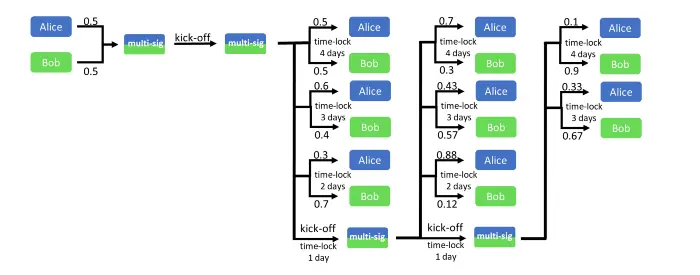 Alice
0.5
Bob
0.5
multi-sig
kick-off
multi-sig
0.5
Alice
time-lock
4 days
0.5
Bob
0.6
Alice
time-lock
3 days
0.4
Bob
0.3
Alice
time-lock
2 days
0.7
Bob
kick-off
time-lock
1 day
multi-sig
0.7
Alice
time-lock
4 days
0.3
Bob
0.43
Alice
time-lock
3 days
0.57
Bob
0.88
Alice
time-lock
2 days
0.12
Bob
kick-off
time-lock
1 day
multi-sig
0.1
Alice
time-lock
4 days
0.9
Bob
0.33
Alice
time-lock
3 days
0.67
Bob